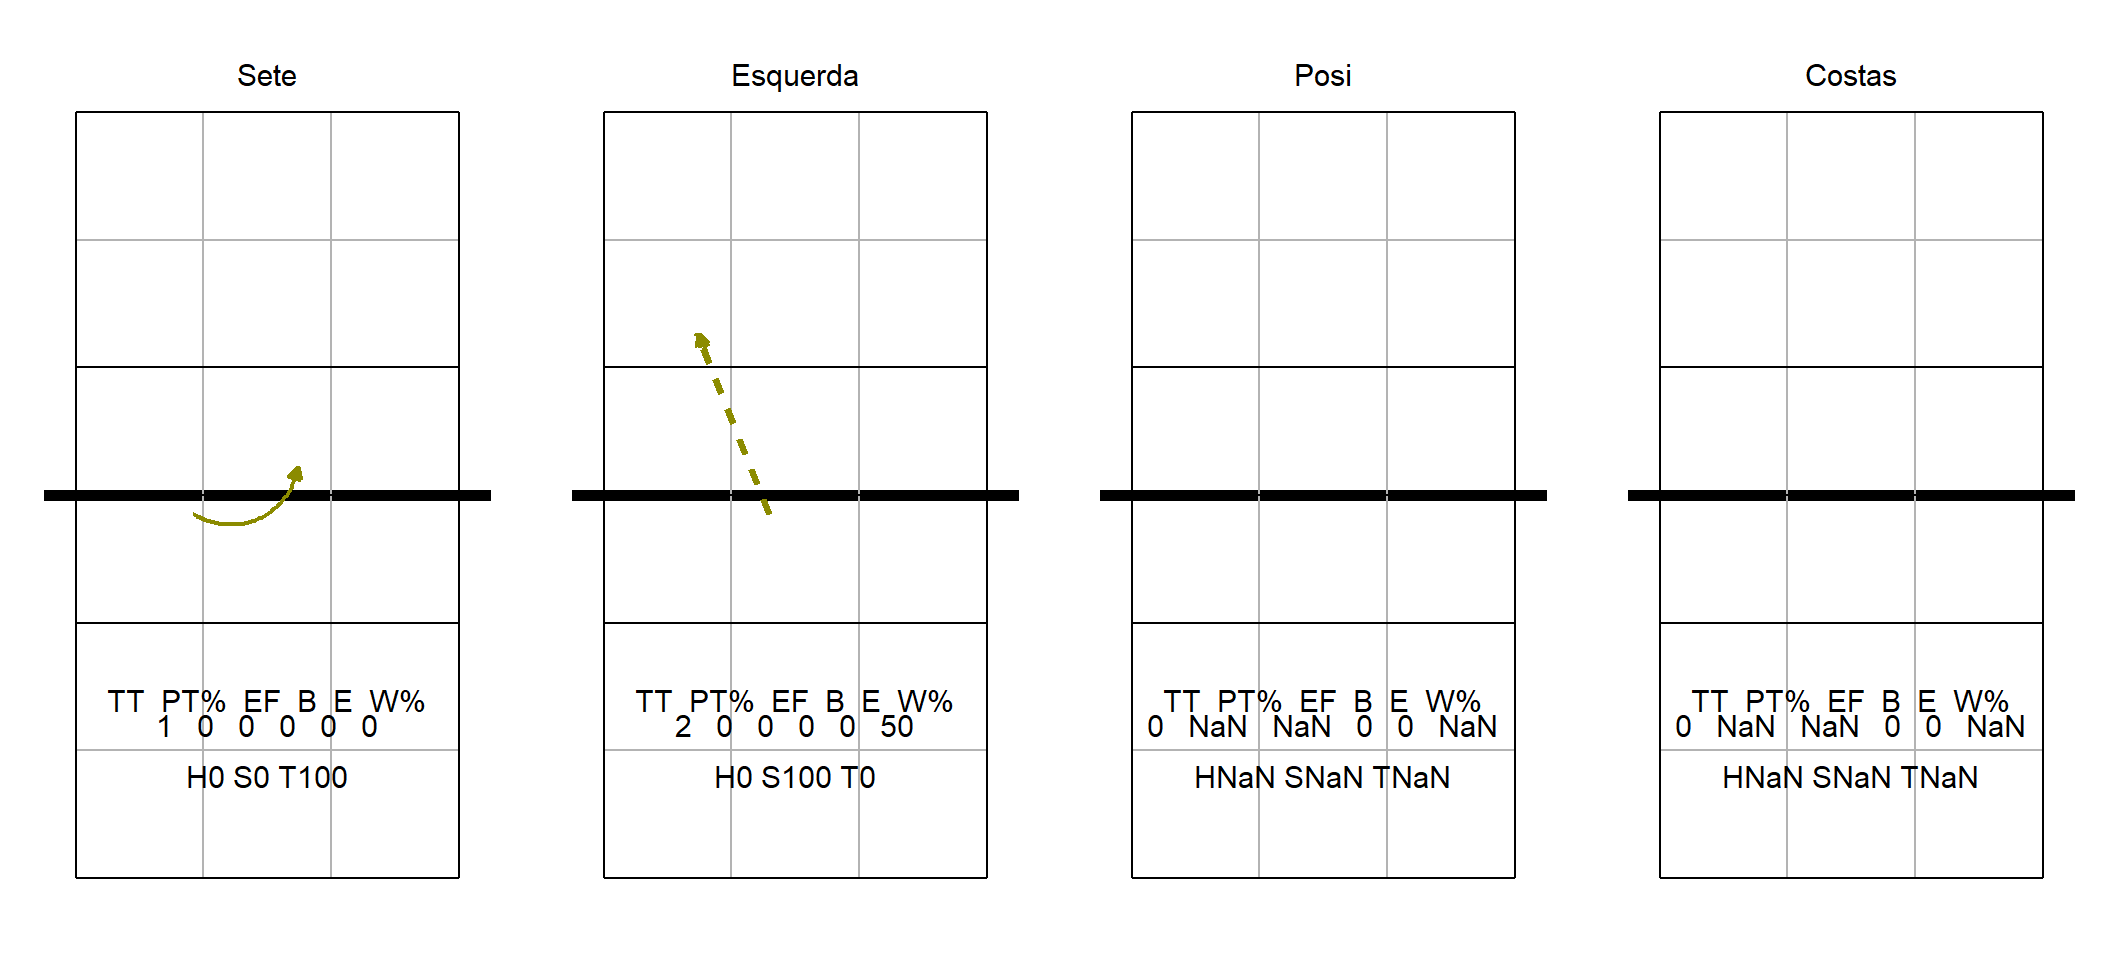 Sete
TT PT% EF B E W%
1 0 0 0 0 0
H0 S0 T100
Esquerda
TT PT% EF B E W%
2 0 0 0 0 50
H0 S100 T0
Posi
TT PT% EF B E W%
0 NaN NaN 0 0 NaN
HNaN SNaN TNaN
Costas
TT PT% EF B E W%
0 NaN NaN 0 0 NaN
HNaN SNaN TNaN